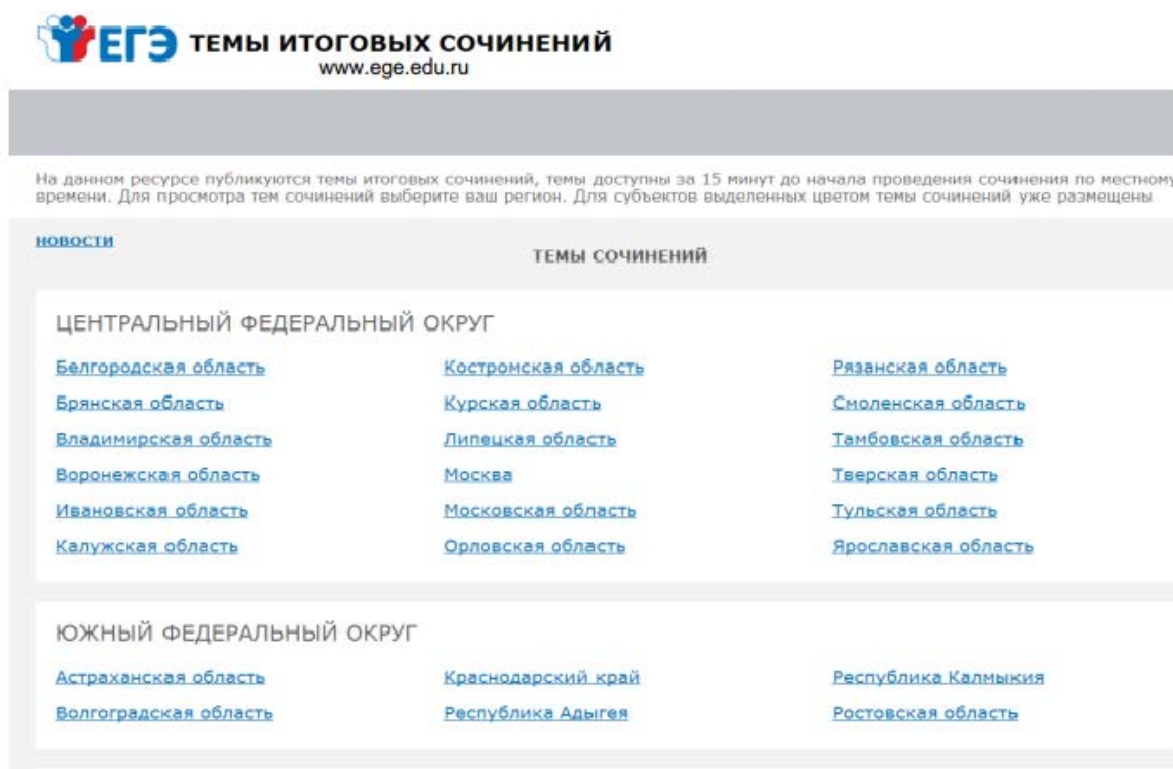 ЕГЭ ТЕМЫ ИТОГОВЫХ СОЧИНЕНИЙ
www.ege.edu.ru
На данном ресурсе публикуются темы итоговых сочинений, темы доступны за 15 минут до начала проведения сочинения по местному
времени. Для просмотра тем сочинений выберите ваш регион. Для субъектов выделенных цветом темы сочинений уже размещены
НОВОСТИ
ТЕМЫ СОЧИНЕНИЙ
ЦЕНТРАЛЬНЫЙ ФЕДЕРАЛЬНЫЙ ОКРУГ
Белгородская область Костромская область Рязанская область
Брянская область Курская область Смоленская область
Владимирская область Липецкая область Тамбовская область
Воронежская область Москва Тверская область
Ивановская область Московская область Тульская область
Калужская область Орловская область Ярославская область
ЮЖНЫЙ ФЕДЕРАЛЬНЫЙ ОКРУГ
Астраханская область Краснодарский край Республика Калмыкия
Волгоградская область Республика Адыгея Ростовская область